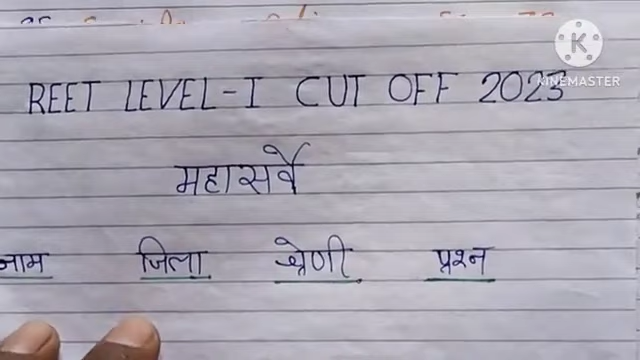 KINEMASTER
REET LEVEL-I CUT OFF 2023
महासर्वे
नाम जिला श्रेणी प्रश्न